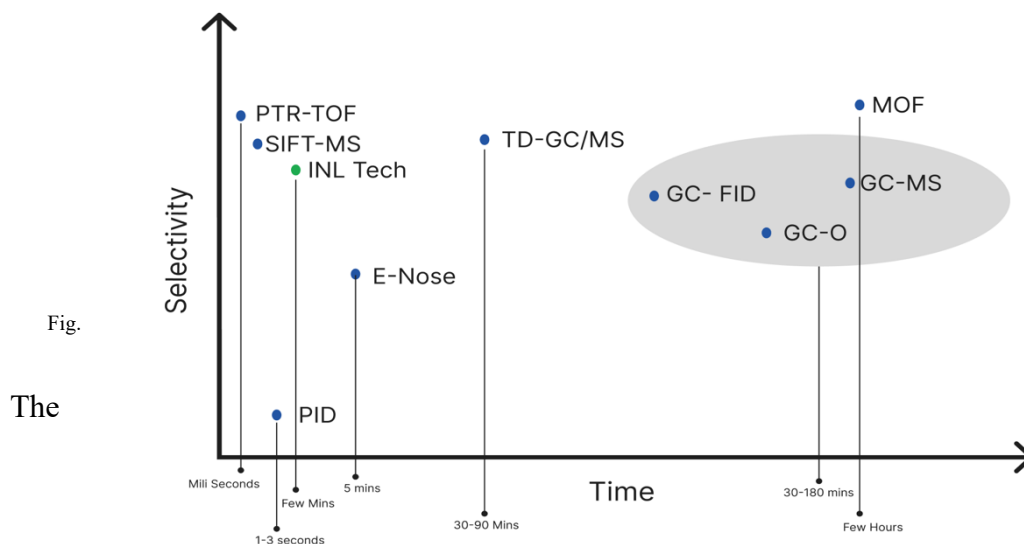 MOF
PTR-TOF
SIFT-MS
TD-GC/MS
INL Tech
GC-MS
GC- FID
GC-O
Selectivity
E-Nose
Fig.
The
PID
Mili Seconds
5 mins
Time
30-180 mins
Few Mins
30-90 Mins
Few Hours
1-3 seconds